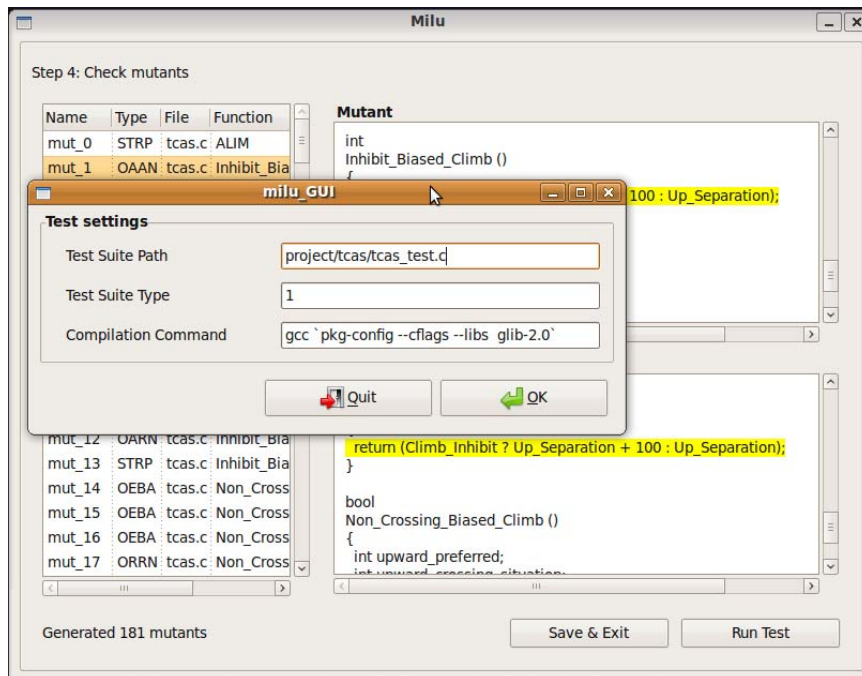 Milu
Step 4: Check mutants
Name Type File Function
mut_0 STRP tcas.c ALIM
mut_1 OAAN tcas.c Inhibit_Bia
Mutant
int
Inhibit_Biased_Climb ()
{
100 : Up_Separation);
milu_GUI
Test settings
Test Suite Path project/tcas/tcas_test.c
Test Suite Type 1
Compilation Command gcc `pkg-config --cflags --libs glib-2.0`
Quit OK
mut_12 OARN tcas.c Inhibit_Bia
mut_13 STRP tcas.c Inhibit_Bia
mut_14 OEBA tcas.c Non_Cross
mut_15 OEBA tcas.c Non_Cross
mut_16 OEBA tcas.c Non_Cross
mut_17 ORRN tcas.c Non_Cross
return (Climb_Inhibit ? Up_Separation + 100 : Up_Separation);
}
bool
Non_Crossing_Biased_Climb ()
{
int upward_preferred;
int upward_crossing_situation;
Generated 181 mutants
Save & Exit Run Test